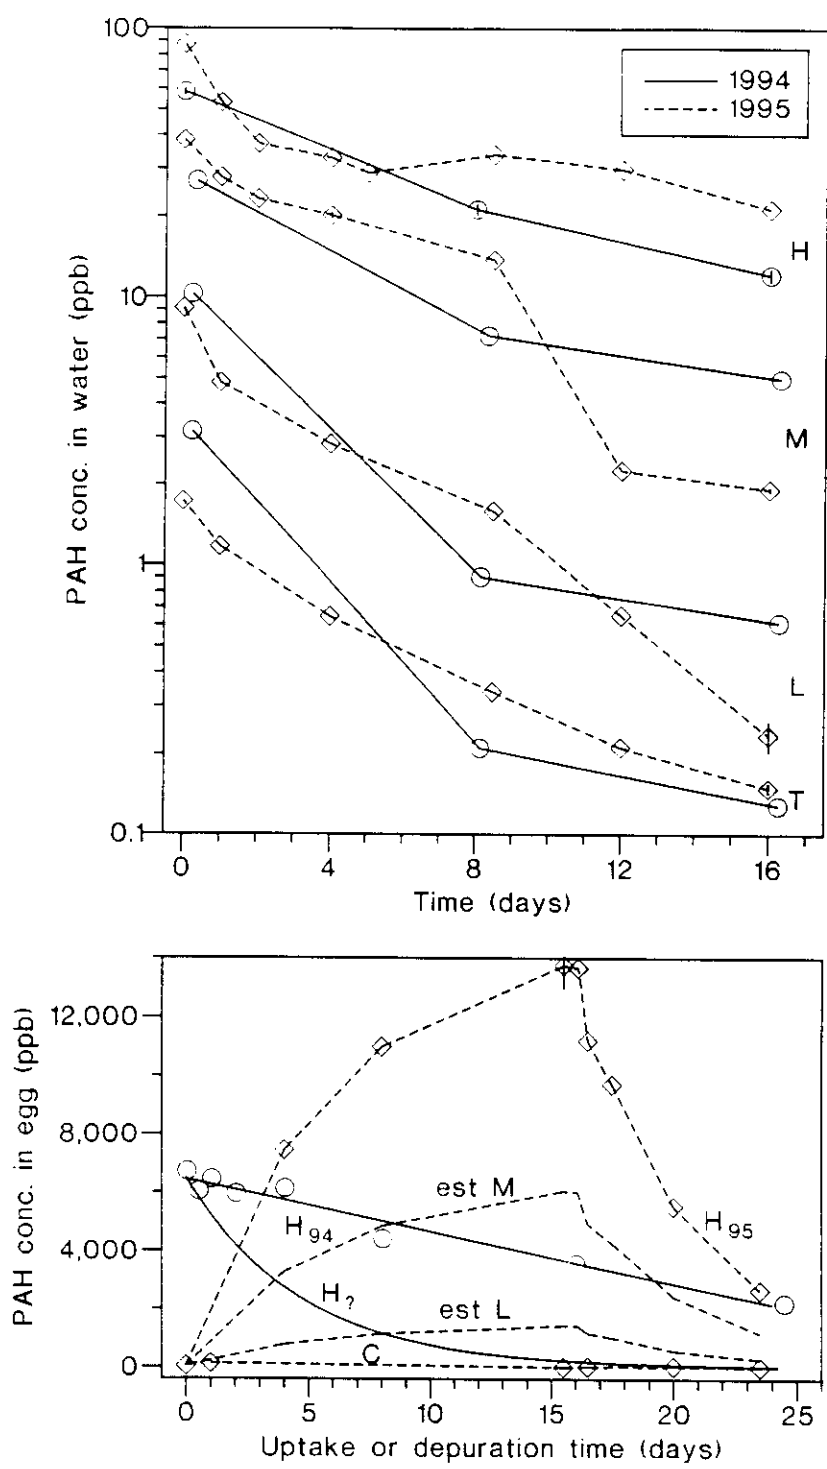 100
1994
1995
H
10
M
1
L
T
0.1
0 4 8 12 16
PAH conc. in water (ppb)
Time (days)
12,000
8,000
est M
H94
H95
4,000
H?
est L
C
0
0 5 10 15 20 25
PAH conc. in egg (ppb)
Uptake or depuration time (days)